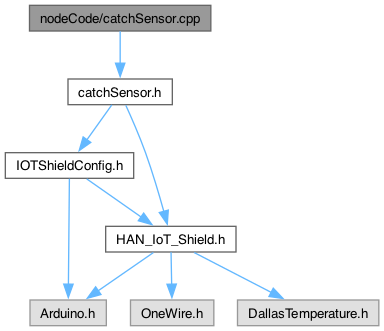 nodeCode/catchSensor.cpp
catchSensor.h
IOTShieldConfig.h
HAN_IoT_Shield.h
Arduino.h
OneWire.h
DallasTemperature.h